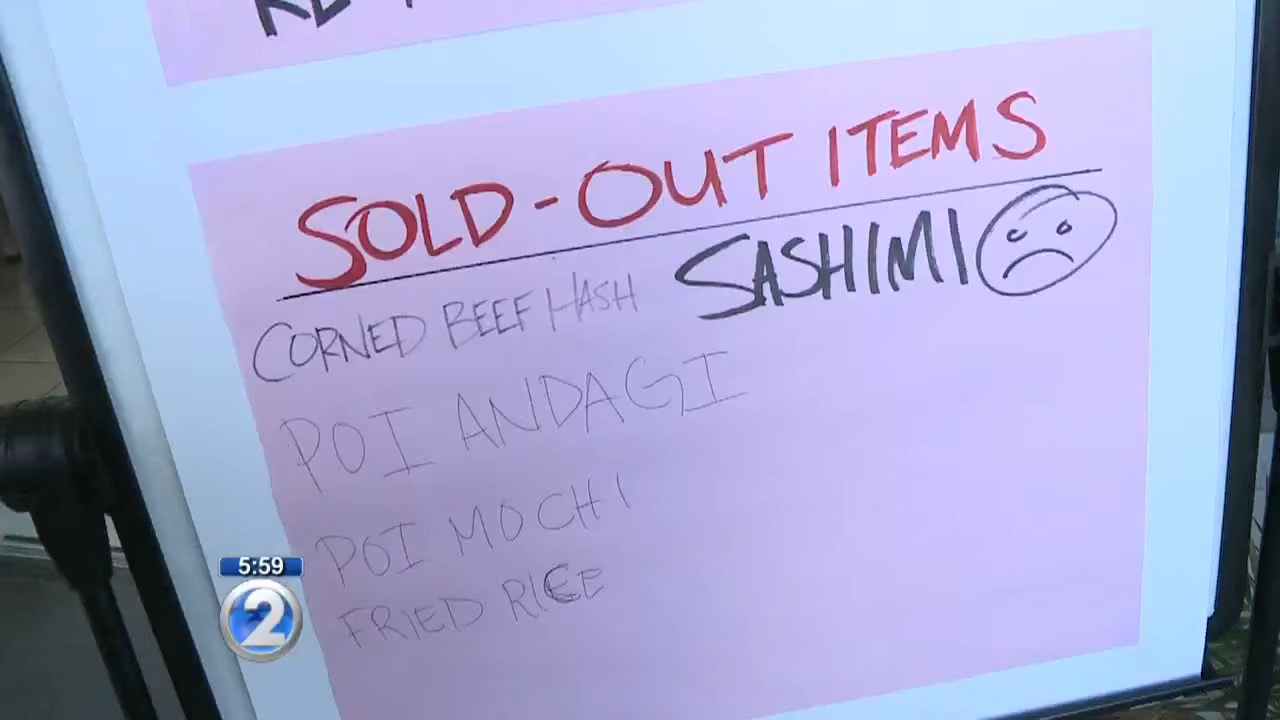 SOLD-OUT ITEMS
CORNED BEEF HASH SASHIMI
POI ANDAGI
POI MOCHI
FRIED RICE
5:59
2